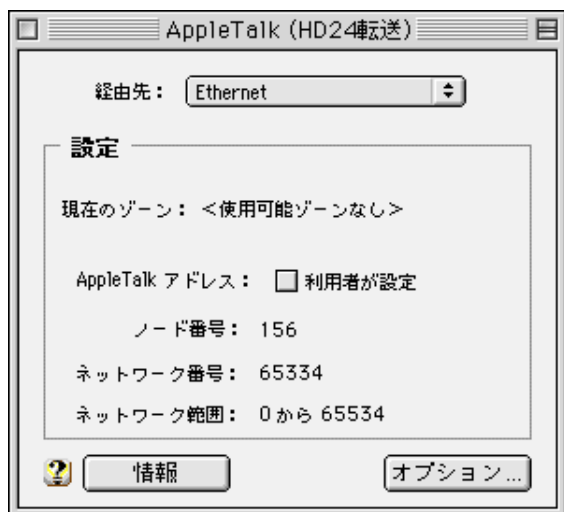 AppleTalk (HD24転送)
経由先： Ethernet
設定
現在のゾーン： ＜使用可能ゾーンなし＞
AppleTalk アドレス： 利用者が設定
ノード番号： 156
ネットワーク番号： 65334
ネットワーク範囲： 0 から 65534
情報 オプション...